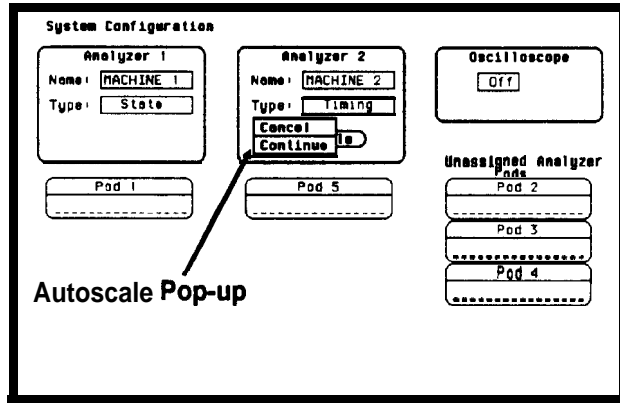 System Configuration
Analyzer 1
Name: MACHINE 1
Type: State
Analyzer 2
Name: MACHINE 2
Type: Timing
Cancel
Continue
le
Oscilloscope
Off
Unassigned Analyzer
Pods
Pod 1
Pod 5
Pod 2
Pod 3
Pod 4
Autoscale Pop-up